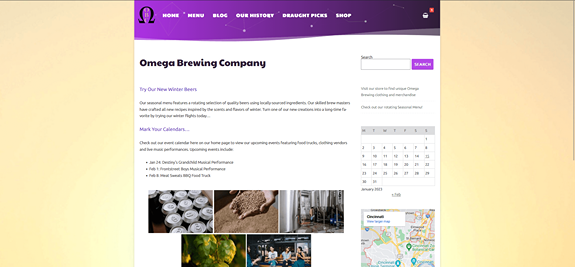 Ω HOME MENU BLOG OUR HISTORY DRAUGHT PICKS SHOP
Omega Brewing Company
Try Our New Winter Beers
Our seasonal menu features a rotating selection of quality beers using locally sourced ingredients. Our skilled brew masters
have crafted all new recipes inspired by the scents and flavors of winter. Turn one of our new creations into a long-time fav
write by trying our winter flights today…
Mark Your Calendars…
Check out our event calendar here on our home page to view our upcoming events featuring food trucks, clothing vendors
and live music performances. Upcoming events include:
Jan 24: Destiny's Grandchild Musical Performance
Feb 1: Frontstreet Boys Musical Performance
Feb 8: Meat Sweats BBQ Food Truck
Search
SEARCH
Visit our store to find unique Omega
Brewing clothing and merchandise
Check out our rotating Seasonal Menu!
M T W T F S S
1
2 3 4 5 6 7 8
9 10 11 12 13 14 15
16 17 18 19 20 21 22
23 24 25 26 27 28 29
30 31
January 2023
« Feb
Cincinnati
View larger map
Cincinnati